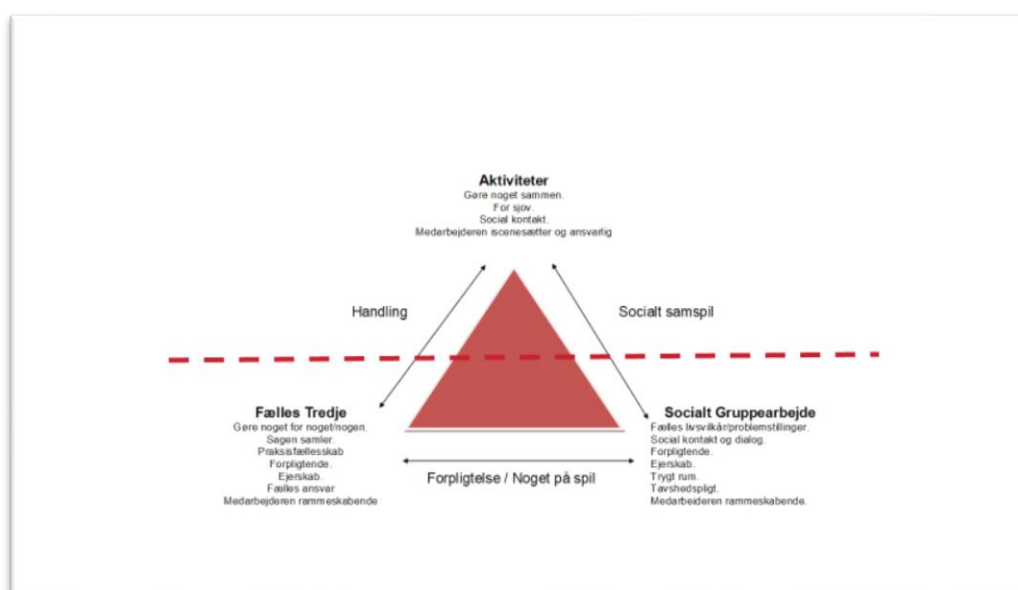 Aktiviteter
Gøre noget sammen.
For sjov.
Social kontakt.
Medarbejderen iscenesætter og ansvarlig
Handling
Socialt samspil
Fælles Tredje
Gøre noget for noget/nogen.
Sagen samler.
Praksisfællesskab
Forpligtende.
Ejerskab.
Fælles ansvar
Medarbejderen rammeskabende
Socialt Gruppearbejde
Fælles livsvilkår/problemstillinger.
Social kontakt og dialog.
Forpligtende.
Ejerskab.
Trygt rum.
Tavshedspligt.
Medarbejderen rammeskabende.
Forpligtelse / Noget på spil